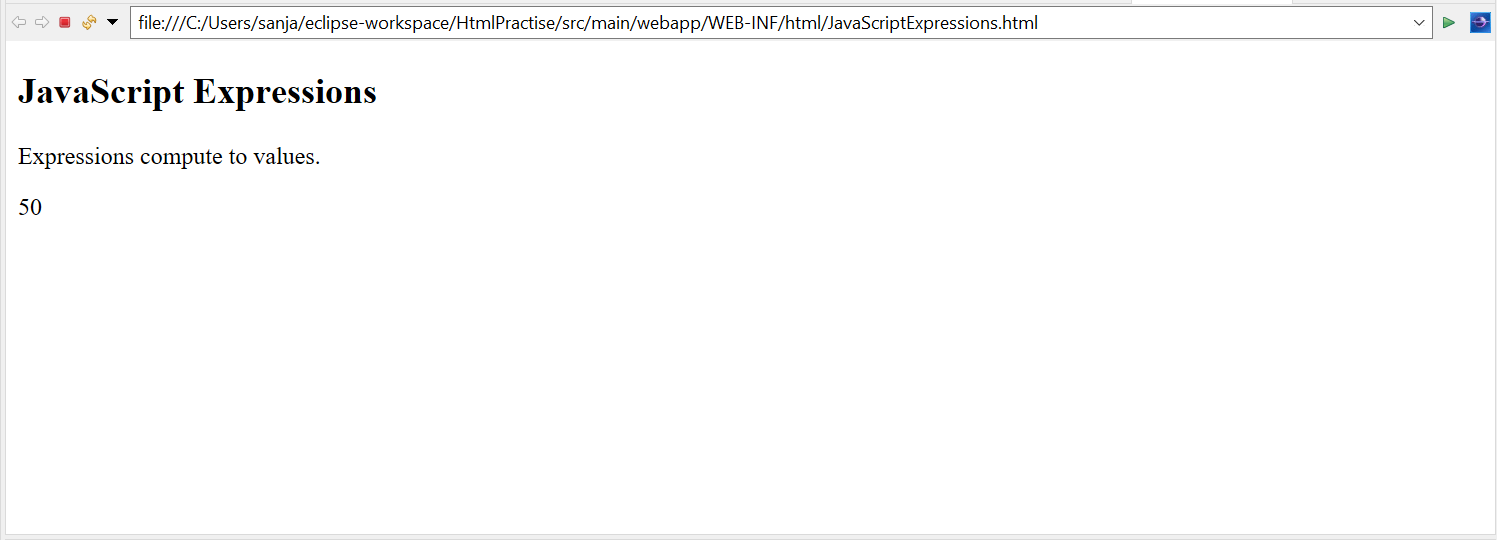 file:///C:/Users/sanja/eclipse-workspace/HtmlPractise/src/main/webapp/WEB-INF/html/JavaScriptExpressions.html
JavaScript Expressions
Expressions compute to values.
50